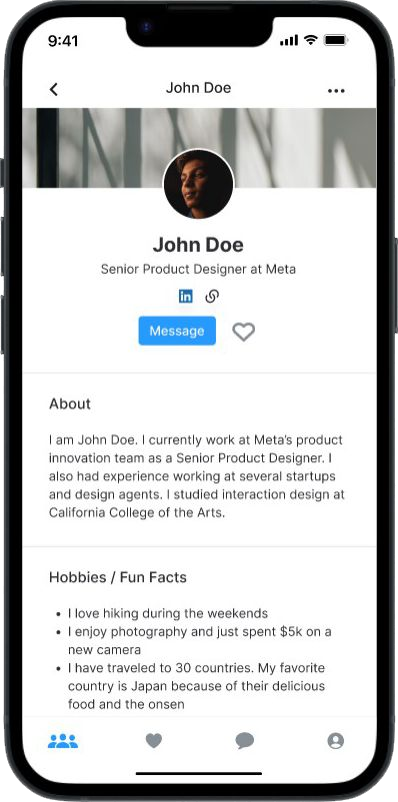 9:41
John Doe
John Doe
Senior Product Designer at Meta
in
Message
About
I am John Doe. I currently work at Meta's product
innovation team as a Senior Product Designer. I
also had experience working at several startups
and design agents. I studied interaction design at
California College of the Arts.
Hobbies / Fun Facts
• I love hiking during the weekends
• I enjoy photography and just spent $5k on a
new camera
• I have traveled to 30 countries. My favorite
country is Japan because of their delicious
food and the onsen